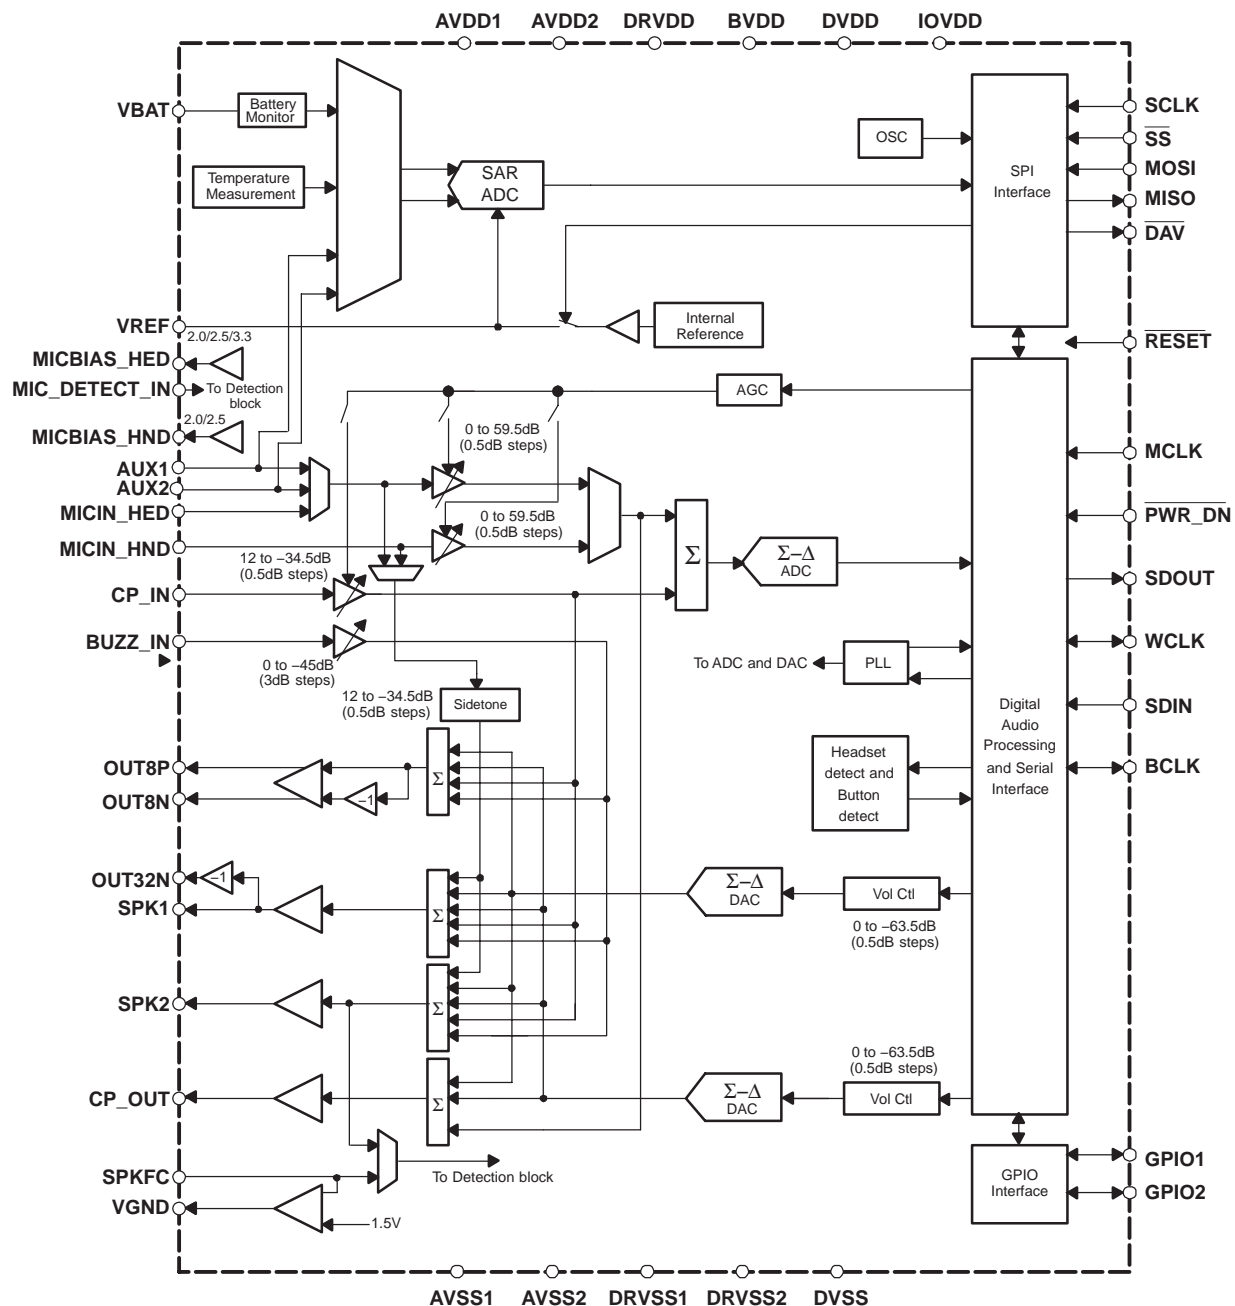 AVDD1 AVDD2 DRVDD BVDD DVDD IOVDD
VBAT
Battery
Monitor
Temperature
Measurement
SAR
ADC
OSC
SPI
Interface
SCLK
SS
MOSI
MISO
DAV
VREF
Internal
Reference
RESET
2.0/2.5/3.3
MICBIAS_HED
MIC_DETECT_IN
To Detection
block
AGC
2.0/2.5
MICBIAS_HND
0 to 59.5dB
(0.5dB steps)
AUX1
AUX2
MICIN_HED
MICIN_HND
0 to 59.5dB
(0.5dB steps)
12 to −34.5dB
(0.5dB steps)
CP_IN
Σ
Σ−Δ
ADC
MCLK
PWR_DN
SDOUT
BUZZ_IN
0 to −45dB
(3dB steps)
To ADC and DAC
PLL
WCLK
12 to −34.5dB
(0.5dB steps)
Sidetone
Digital
Audio
Processing
and Serial
Interface
SDIN
BCLK
OUT8P
OUT8N
−1
Σ
Headset
detect and
Button
detect
OUT32N
−1
SPK1
Σ
Σ−Δ
DAC
Vol Ctl
0 to −63.5dB
(0.5dB steps)
SPK2
Σ
0 to −63.5dB
(0.5dB steps)
CP_OUT
Σ
Σ−Δ
DAC
Vol Ctl
SPKFC
To Detection block
VGND
1.5V
GPIO
Interface
GPIO1
GPIO2
AVSS1 AVSS2 DRVSS1 DRVSS2 DVSS